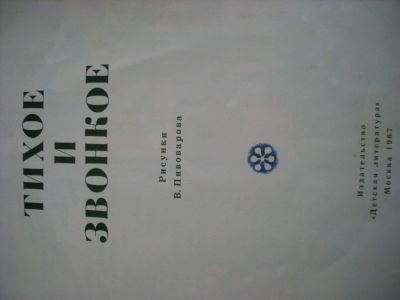 ТИХОЕ
И
ЗВОНКОЕ
Рисунки
В. Пивоварова
Издательство
«Детская литература»
Москва 1967